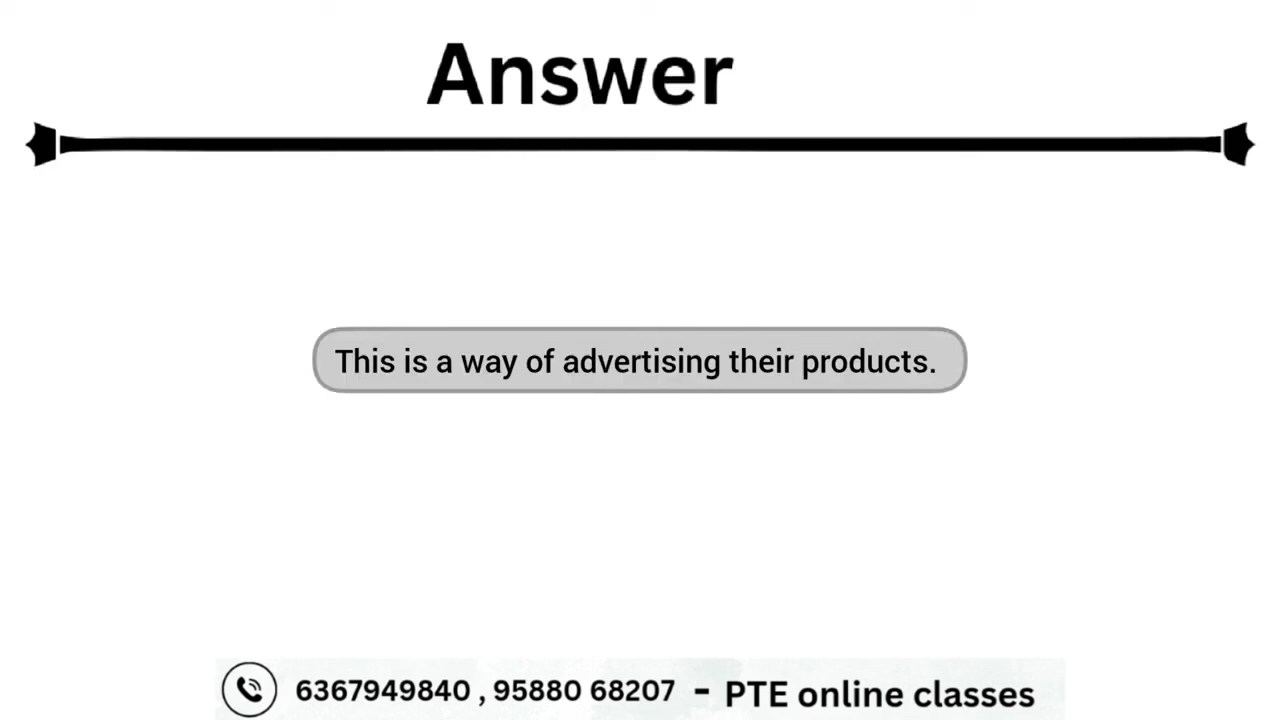 Answer
This is a way of advertising their products.
6367949840 , 95880 68207 - PTE online classes